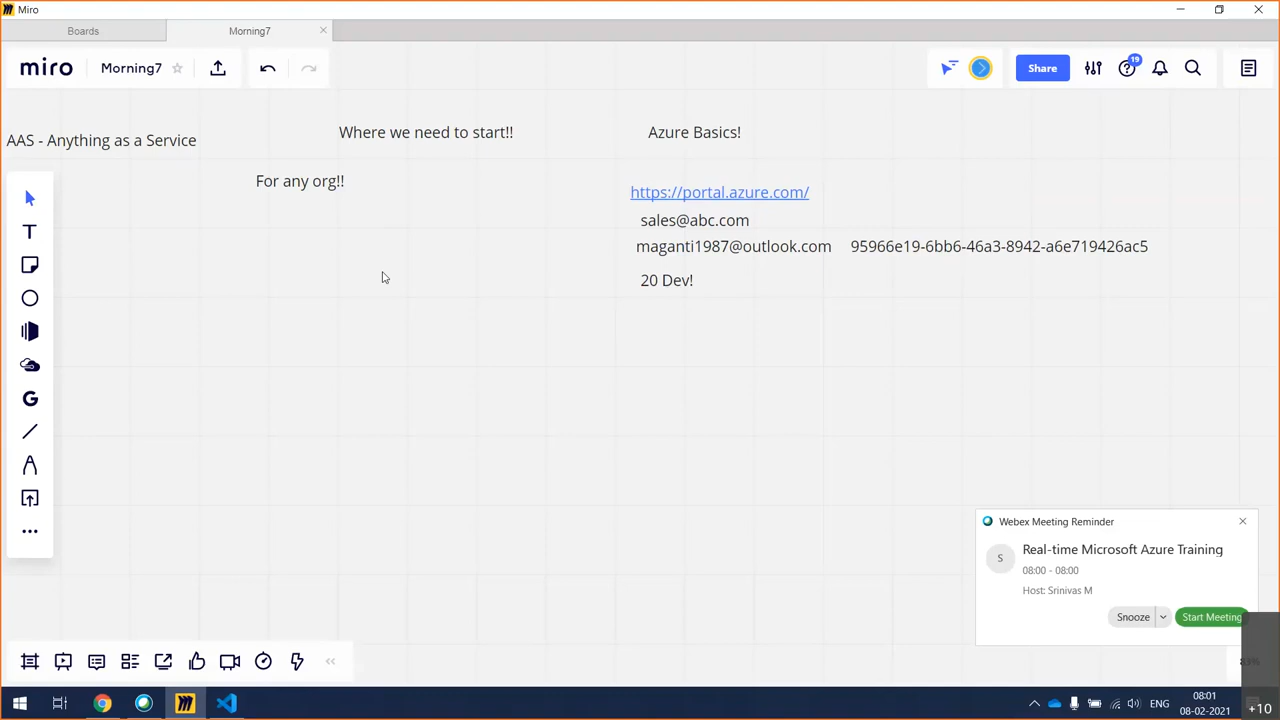 Miro
Boards
Morning7
miro
Morning7
Share
19
AAS - Anything as a Service
Where we need to start!!
Azure Basics!
For any org!!
https://portal.azure.com/
sales@abc.com
maganti1987@outlook.com
95966e19-6bb6-46a3-8942-a6e719426ac5
20 Dev!
T
G
Webex Meeting Reminder
S
Real-time Microsoft Azure Training
08:00 - 08:00
Host: Srinivas M
Snooze
Start Meeting
ENG
08:01
08-02-2021
+10